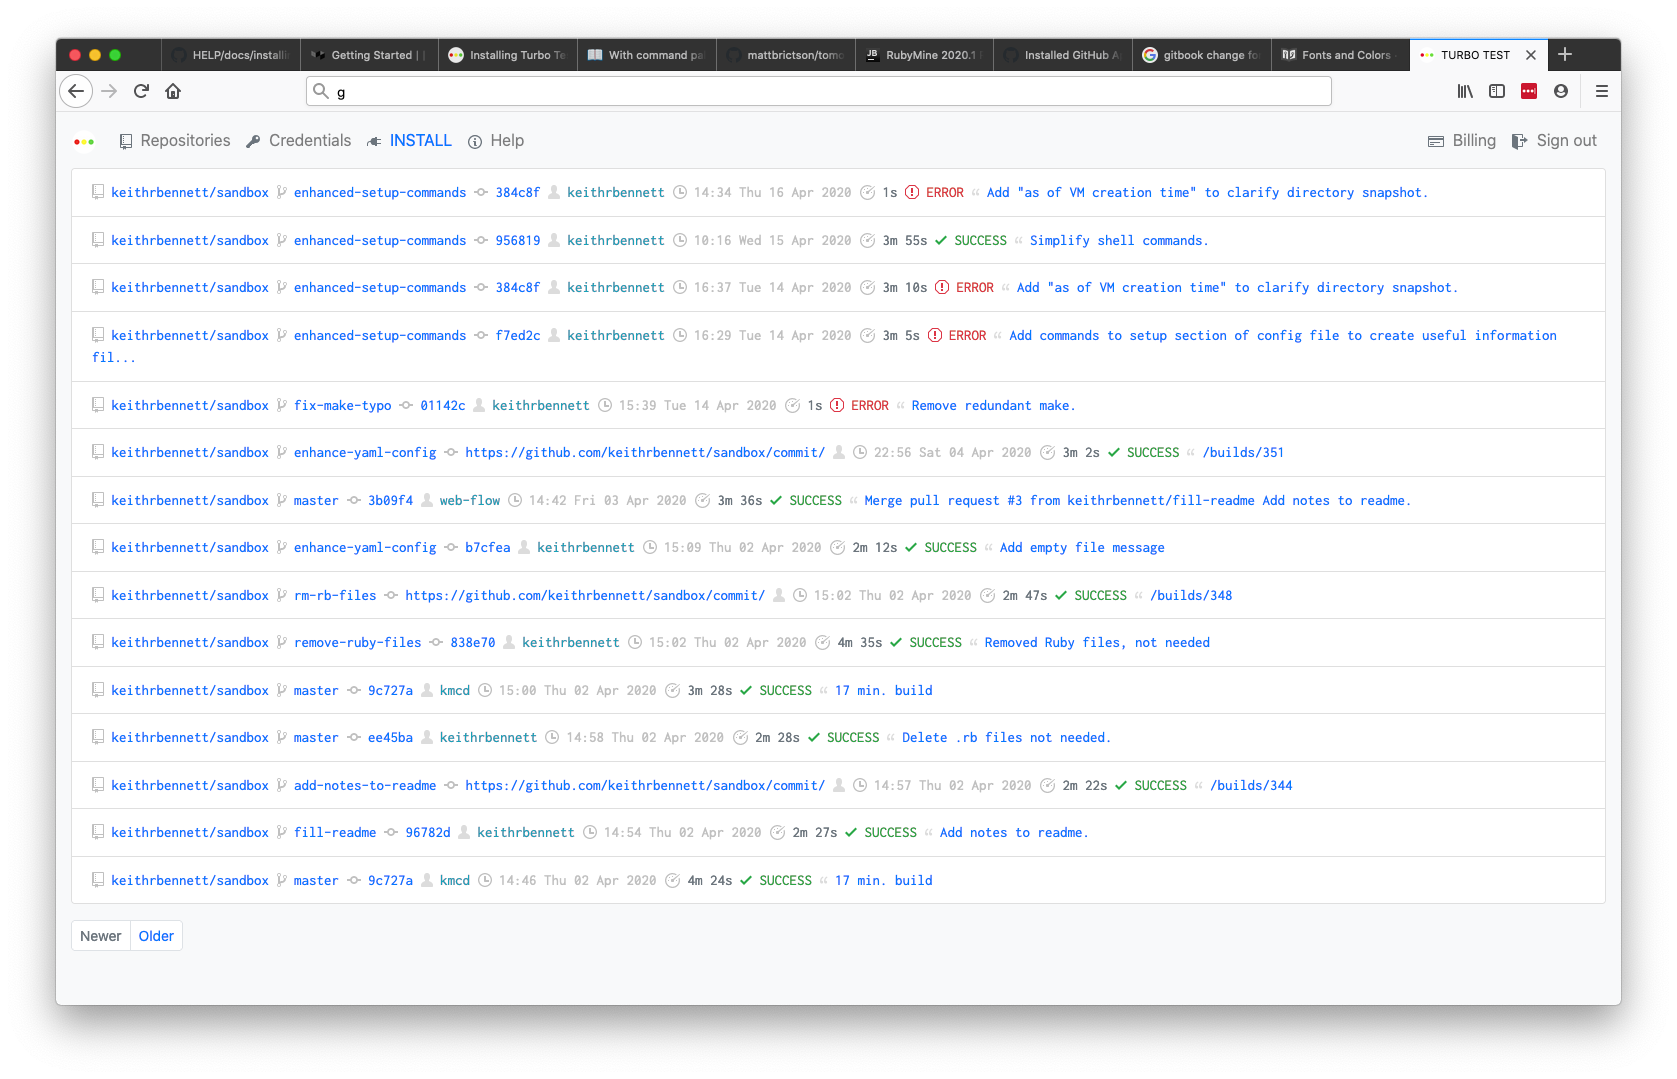 HELP/docs/installi
Getting Started | |
Installing Turbo Te
With command pa
mattbrictson/tomo
RubyMine 2020.1
Installed GitHub A
gitbook change fo
Fonts and Colors
TURBO TEST
g
Repositories Credentials INSTALL Help Billing Sign out
keithrbennett/sandbox enhanced-setup-commands 384c8f keithrbennett 14:34 Thu 16 Apr 2020 1s ERROR “ Add "as of VM creation time" to clarify directory snapshot.
keithrbennett/sandbox enhanced-setup-commands 956819 keithrbennett 10:16 Wed 15 Apr 2020 3m 55s SUCCESS “ Simplify shell commands.
keithrbennett/sandbox enhanced-setup-commands 384c8f keithrbennett 16:37 Tue 14 Apr 2020 3m 10s ERROR “ Add "as of VM creation time" to clarify directory snapshot.
keithrbennett/sandbox enhanced-setup-commands f7ed2c keithrbennett 16:29 Tue 14 Apr 2020 3m 5s ERROR “ Add commands to setup section of config file to create useful information
fil...
keithrbennett/sandbox fix-make-typo 01142c keithrbennett 15:39 Tue 14 Apr 2020 1s ERROR “ Remove redundant make.
keithrbennett/sandbox enhance-yaml-config https://github.com/keithrbennett/sandbox/commit/ 22:56 Sat 04 Apr 2020 3m 2s SUCCESS “ /builds/351
keithrbennett/sandbox master 3b09f4 web-flow 14:42 Fri 03 Apr 2020 3m 36s SUCCESS “ Merge pull request #3 from keithrbennett/fill-readme Add notes to readme.
keithrbennett/sandbox enhance-yaml-config b7cfea keithrbennett 15:09 Thu 02 Apr 2020 2m 12s SUCCESS “ Add empty file message
keithrbennett/sandbox rm-rb-files https://github.com/keithrbennett/sandbox/commit/ 15:02 Thu 02 Apr 2020 2m 47s SUCCESS “ /builds/348
keithrbennett/sandbox remove-ruby-files 838e70 keithrbennett 15:02 Thu 02 Apr 2020 4m 35s SUCCESS “ Removed Ruby files, not needed
keithrbennett/sandbox master 9c727a kmcd 15:00 Thu 02 Apr 2020 3m 28s SUCCESS “ 17 min. build
keithrbennett/sandbox master ee45ba keithrbennett 14:58 Thu 02 Apr 2020 2m 28s SUCCESS “ Delete .rb files not needed.
keithrbennett/sandbox add-notes-to-readme https://github.com/keithrbennett/sandbox/commit/ 14:57 Thu 02 Apr 2020 2m 22s SUCCESS “ /builds/344
keithrbennett/sandbox fill-readme 96782d keithrbennett 14:54 Thu 02 Apr 2020 2m 27s SUCCESS “ Add notes to readme.
keithrbennett/sandbox master 9c727a kmcd 14:46 Thu 02 Apr 2020 4m 24s SUCCESS “ 17 min. build
Newer Older